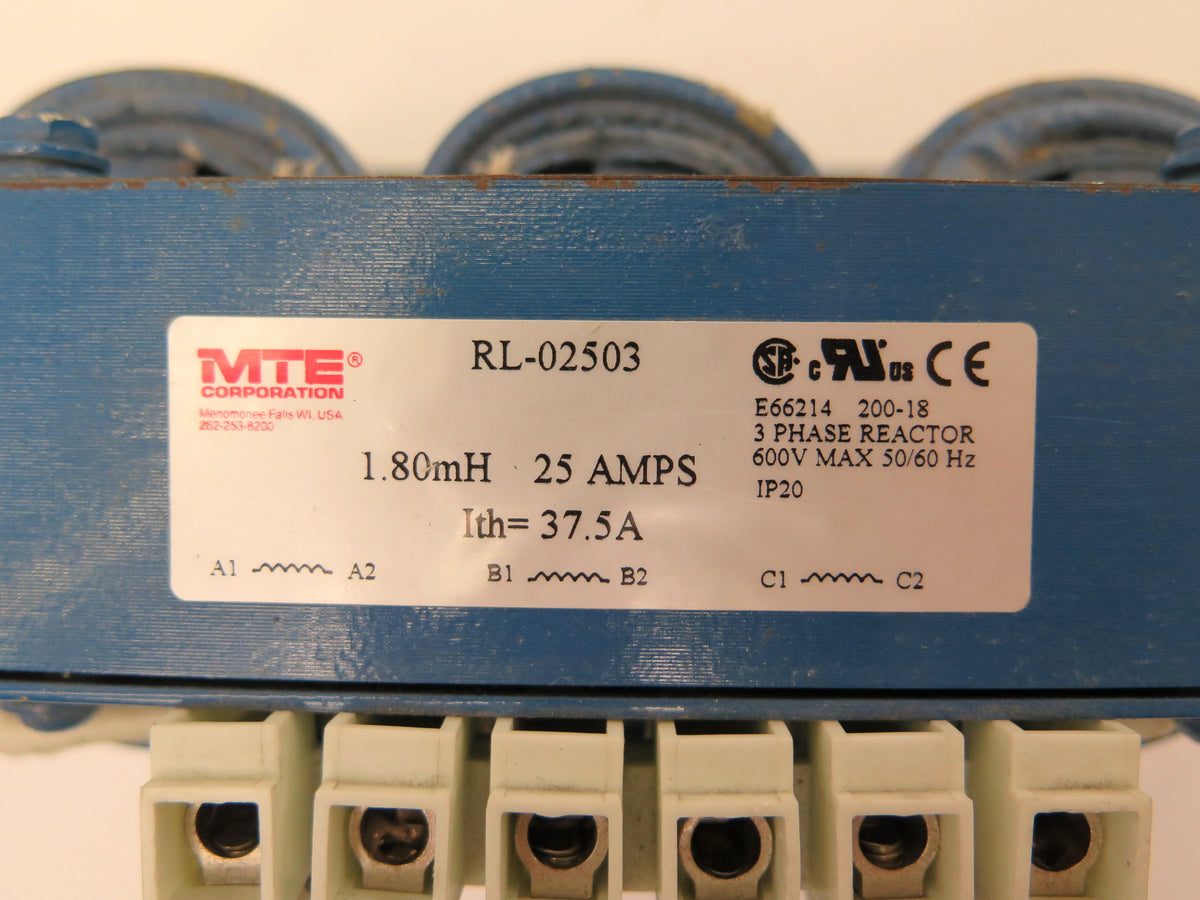 MTE®
CORPORATION
Menomonee Falls WI, USA
262-253-8200
RL-02503
1.80mH 25 AMPS
Ith= 37.5A
SA c RU us CE
E66214 200-18
3 PHASE REACTOR
600V MAX 50/60 Hz
IP20
A1 A2 B1 B2 C1 C2